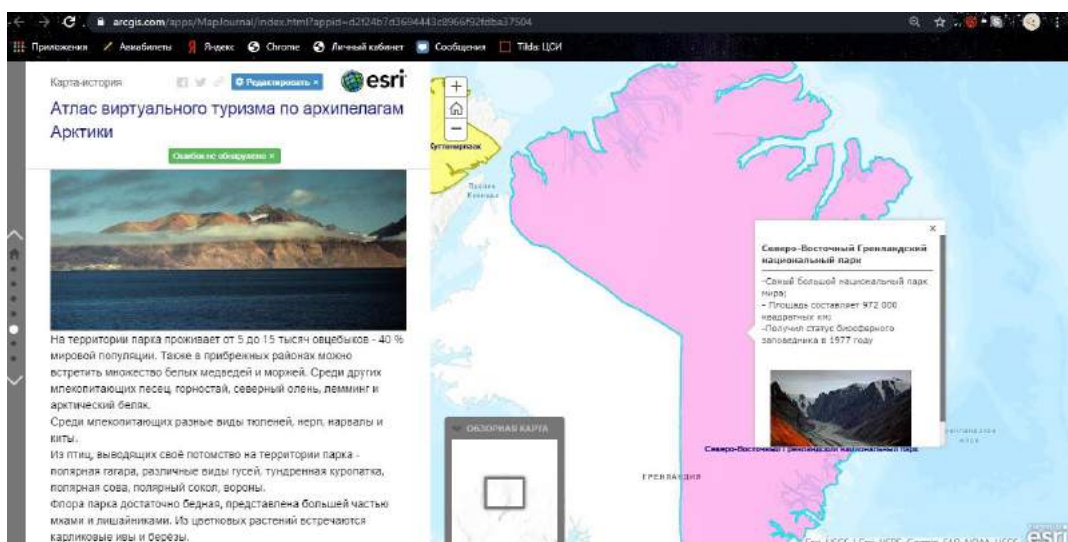 arcgis.com/apps/MapJournal/index.html?appid=d2f24b7d3694443c8966f92fdba37504
Приложения Авиабилеты Яндекс Chrome Личный кабинет Сообщения Tilda ЦСИ
Карта-история
Редактировать ×
esri
Атлас виртуального туризма по архипелагам
Арктики
Ошибки не обнаружено ×
На территории парка проживает от 5 до 15 тысяч овцебыков - 40 %
мировой популяции. Также в прибрежных районах можно
встретить множество белых медведей и моржей. Среди других
млекопитающих песец, горностай, северный олень, лемминг и
арктический беляк.
Среди млекопитающих разные виды тюленей, нерп, нарвалы и
киты.
Из птиц, выводящих своё потомство на территории парка -
полярная гагара, различные виды гусей, тундренная куропатка,
полярная сова, полярный сокол, вороны.
Флора парка достаточно бедная, представлена большей частью
мхами и лишайниками. Из цветковых растений встречаются
карликовые ивы и берёзы.
+
−
Северо-Восточный Гренландский
национальный парк
-Самый большой национальный парк
мира;
- Площадь составляет 972 000
квадратных км;
-Получил статус биосферного
заповедника в 1977 году
Северо-Восточный Гренландский национальный парк
ОБЗОРНАЯ КАРТА
ГРЕНЛАНДИЯ
esri